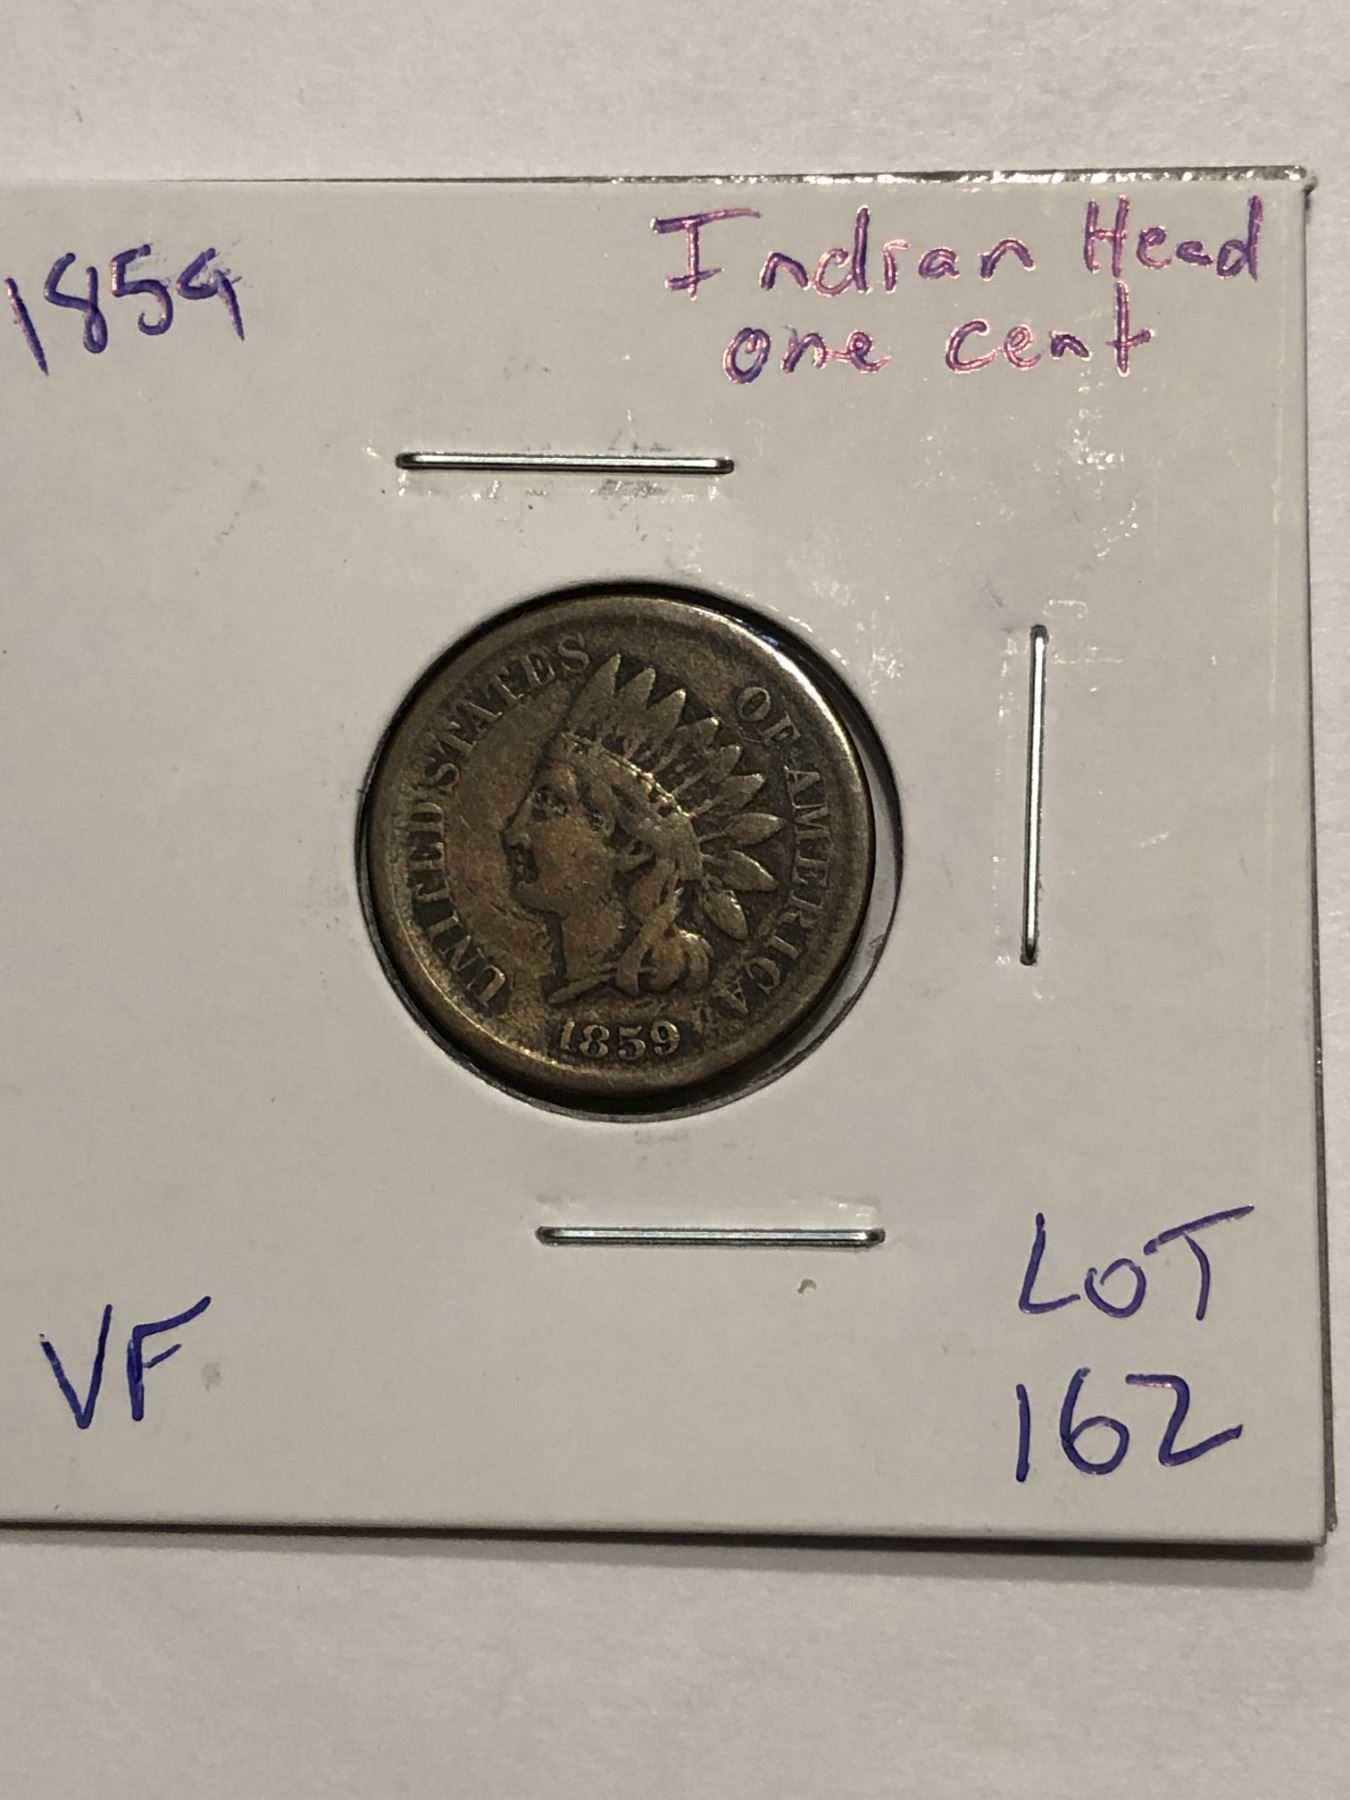 1859
Indian Head
one cent
UNITED STATES OF AMERICA
1859
VF
LOT
162